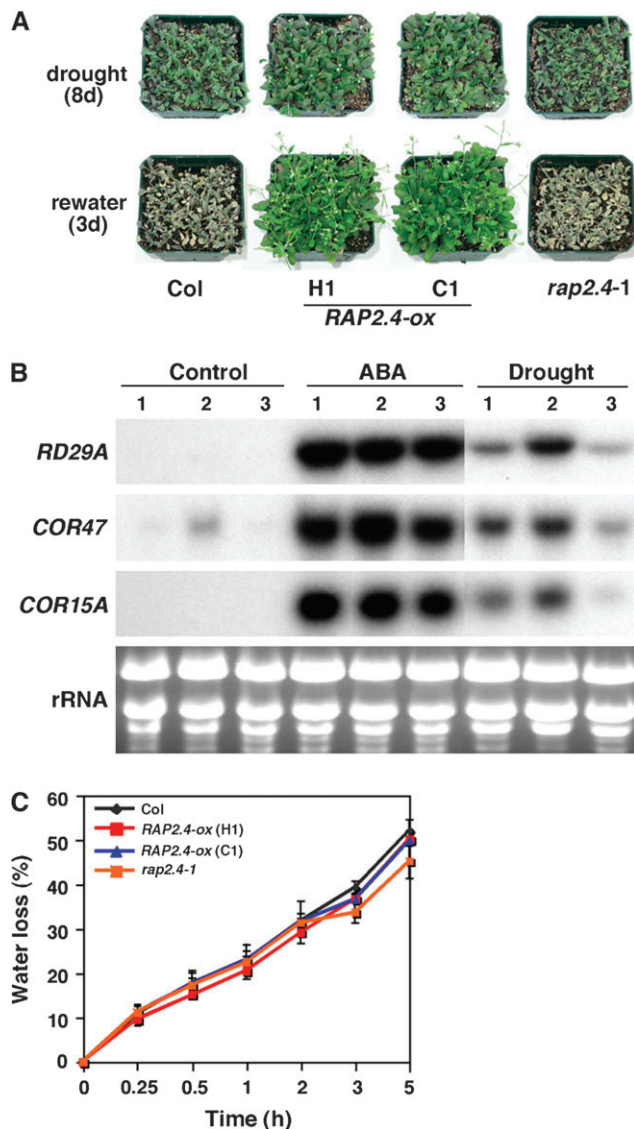 A
drought
(8d)
rewater
(3d)
Col
H1
C1
rap2.4-1
RAP2.4-ox
B
Control
ABA
Drought
1
2
3
1
2
3
1
2
3
RD29A
COR47
COR15A
rRNA
C
60
50
40
30
20
10
0
Water loss (%)
Col
RAP2.4-ox (H1)
RAP2.4-ox (C1)
rap2.4-1
0
0.25
0.5
1
2
3
5
Time (h)